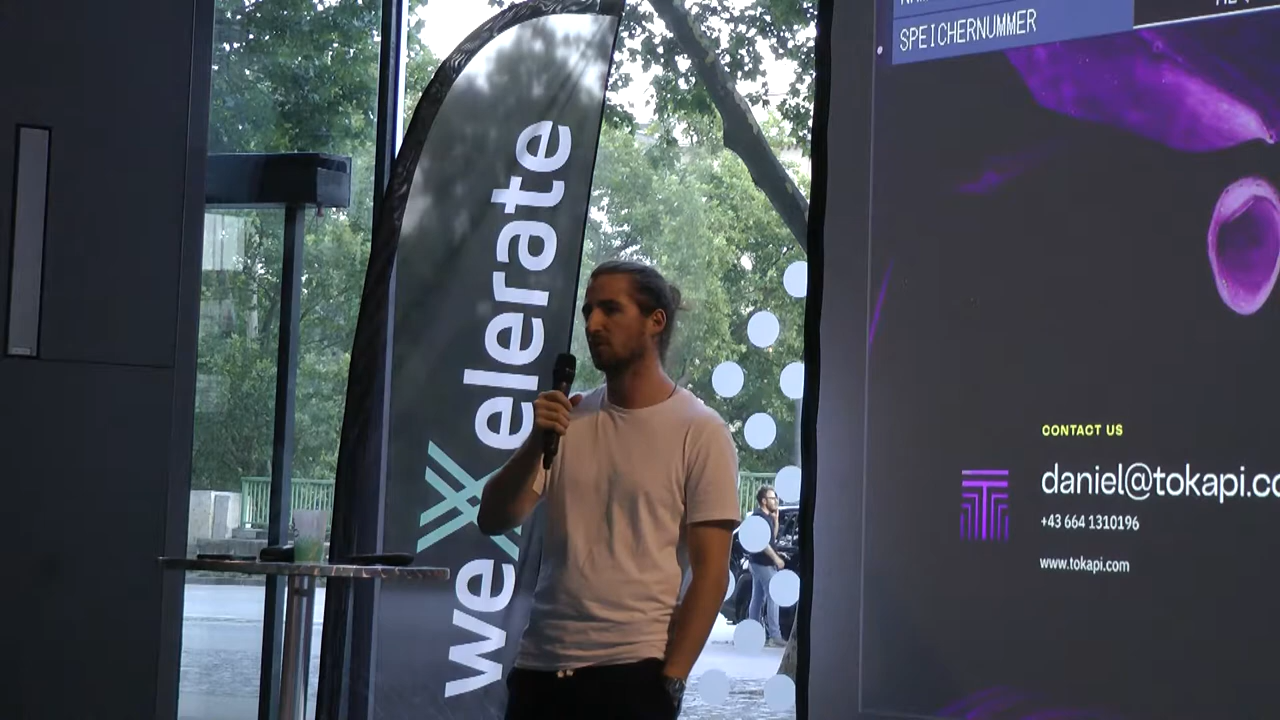 weXelerate
SPEICHERNUMMER
CONTACT US
daniel@tokapi.co
+43 664 1310196
www.tokapi.com